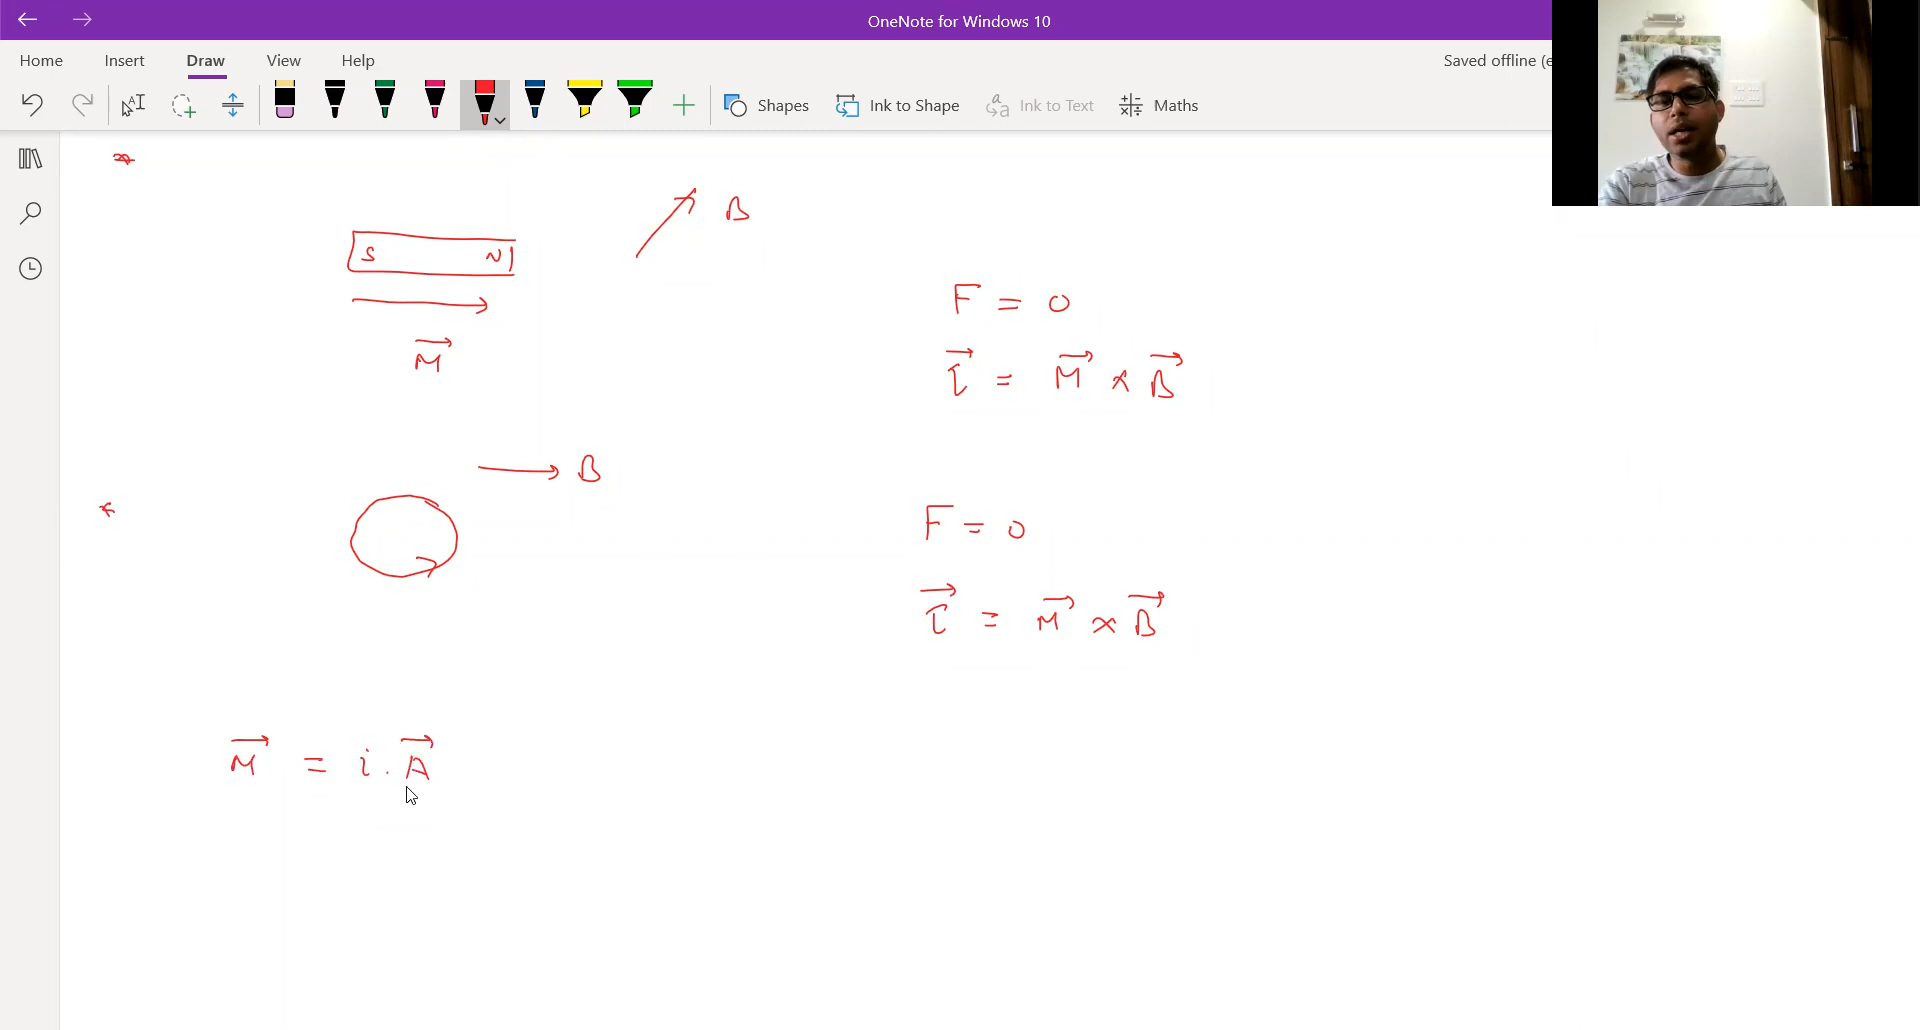 OneNote for Windows 10
Home Insert Draw View Help Saved offline (e
Shapes Ink to Shape Ink to Text Maths
B
S N
F = 0
M⃗
τ⃗ = M⃗ × B⃗
B
F = 0
τ⃗ = M⃗ × B⃗
M⃗ = i . A⃗